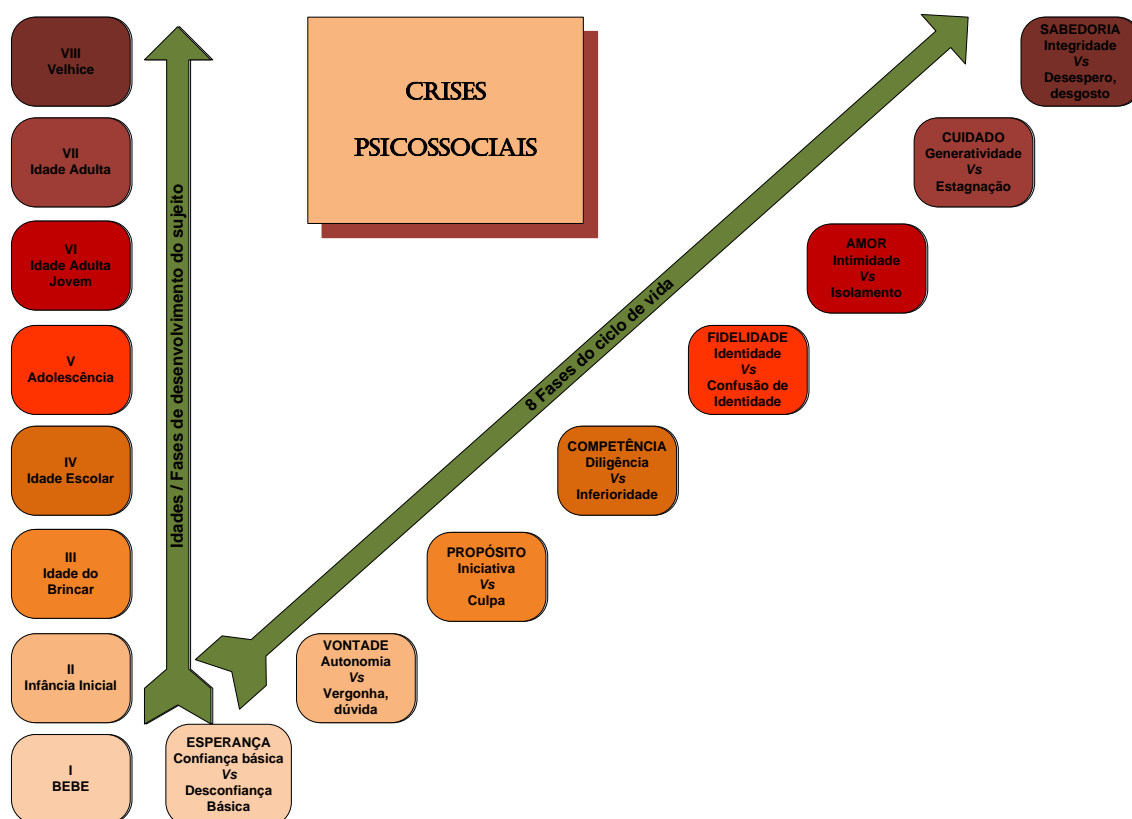 VIII
Velhice
VII
Idade Adulta
VI
Idade Adulta
Jovem
V
Adolescência
IV
Idade Escolar
III
Idade do
Brincar
II
Infância Inicial
I
BEBE
Idades / Fases de desenvolvimento do sujeito
CRISES
PSICOSSOCIAIS
8 Fases do ciclo de vida
SABEDORIA
Integridade
Vs
Desespero,
desgosto
CUIDADO
Generatividade
Vs
Estagnação
AMOR
Intimidade
Vs
Isolamento
FIDELIDADE
Identidade
Vs
Confusão de
Identidade
COMPETÊNCIA
Diligência
Vs
Inferioridade
PROPÓSITO
Iniciativa
Vs
Culpa
VONTADE
Autonomia
Vs
Vergonha,
dúvida
ESPERANÇA
Confiança básica
Vs
Desconfiança
Básica